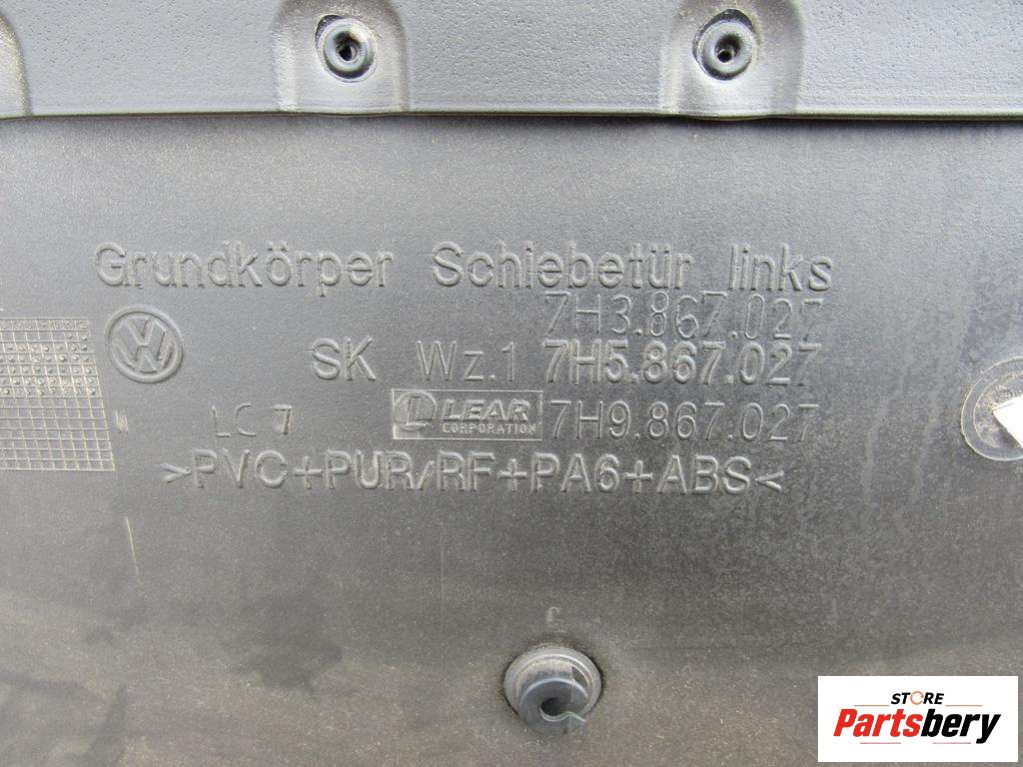 Grundkörper Schiebetür links
7H3.867.027
SK Wz.1 7H5.867.027
LC 7 LEAR CORPORATION 7H9.867.027
>PVC+PUR/RF+PA6+ABS<
STORE
Partsbery